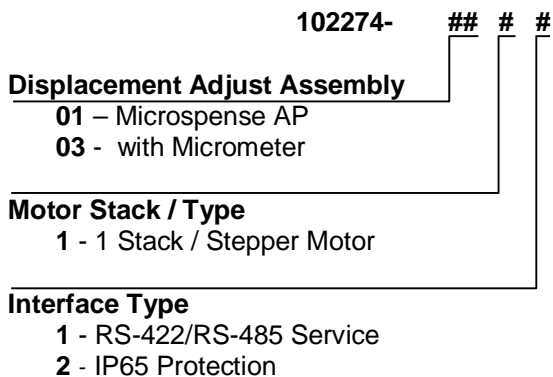 102274- ## # #
Displacement Adjust Assembly
01 – Microspense AP
03 - with Micrometer
Motor Stack / Type
1 - 1 Stack / Stepper Motor
Interface Type
1 - RS-422/RS-485 Service
2 - IP65 Protection